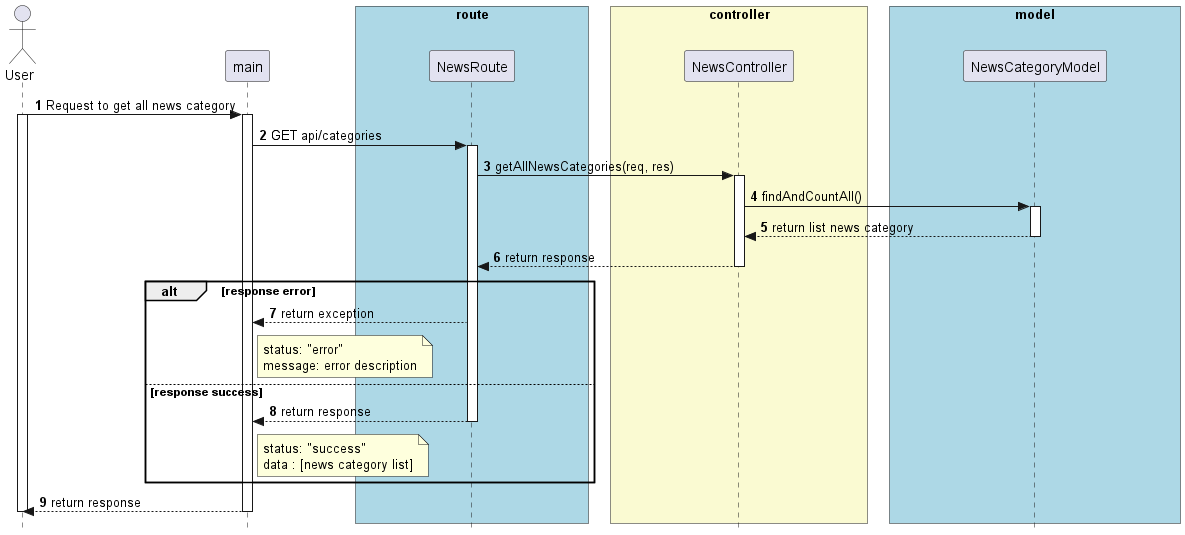 route
controller
model
User
main
NewsRoute
NewsController
NewsCategoryModel
1 Request to get all news category
2 GET api/categories
3 getAllNewsCategories(req, res)
4 findAndCountAll()
5 return list news category
6 return response
alt [response error]
7 return exception
status: "error"
message: error description
[response success]
8 return response
status: "success"
data : [news category list]
9 return response